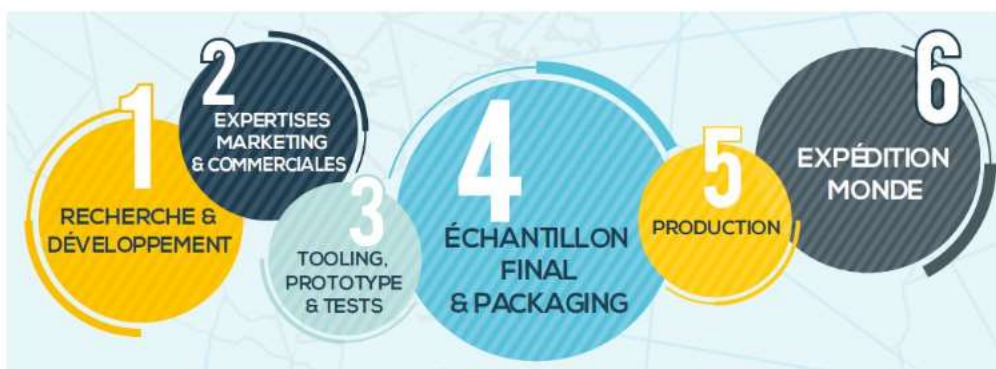 1
RECHERCHE &
DÉVELOPPEMENT
2
EXPERTISES
MARKETING
& COMMERCIALES
3
TOOLING,
PROTOTYPE
& TESTS
4
ÉCHANTILLON
FINAL
& PACKAGING
5
PRODUCTION
6
EXPÉDITION
MONDE